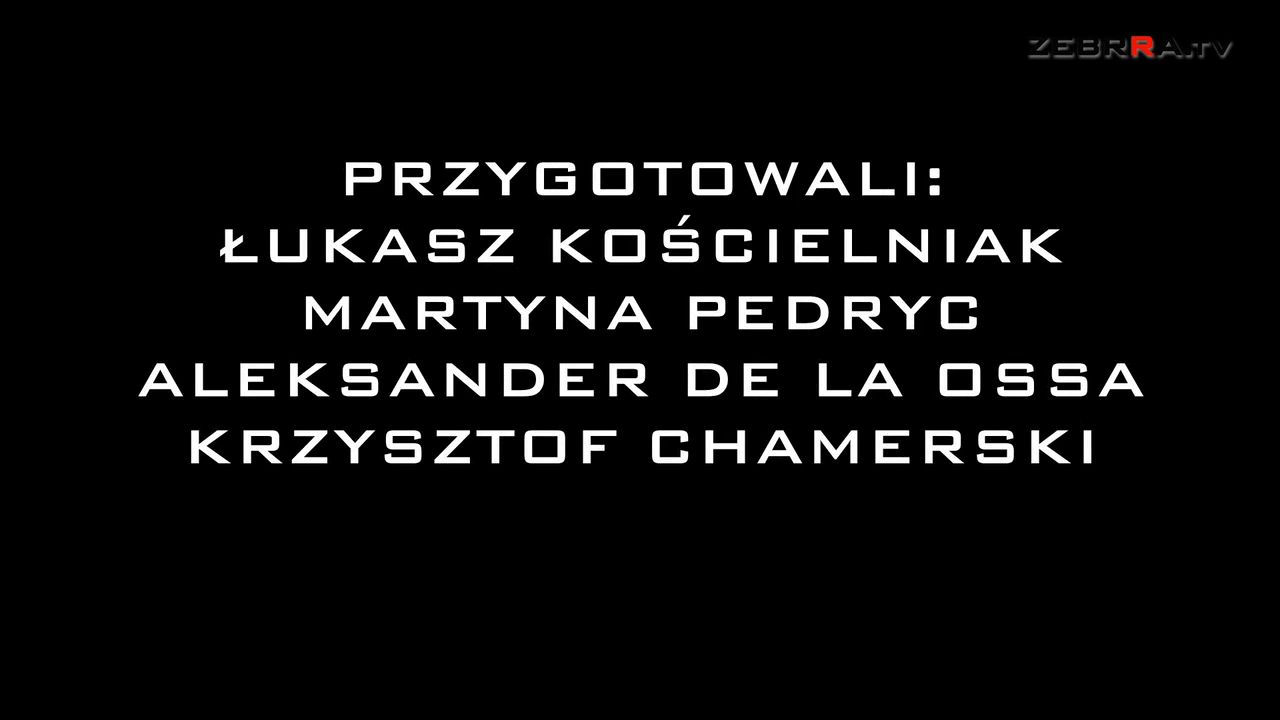 ZEBRRA.TV
PRZYGOTOWALI:
ŁUKASZ KOŚCIELNIAK
MARTYNA PEDRYC
ALEKSANDER DE LA OSSA
KRZYSZTOF CHAMERSKI